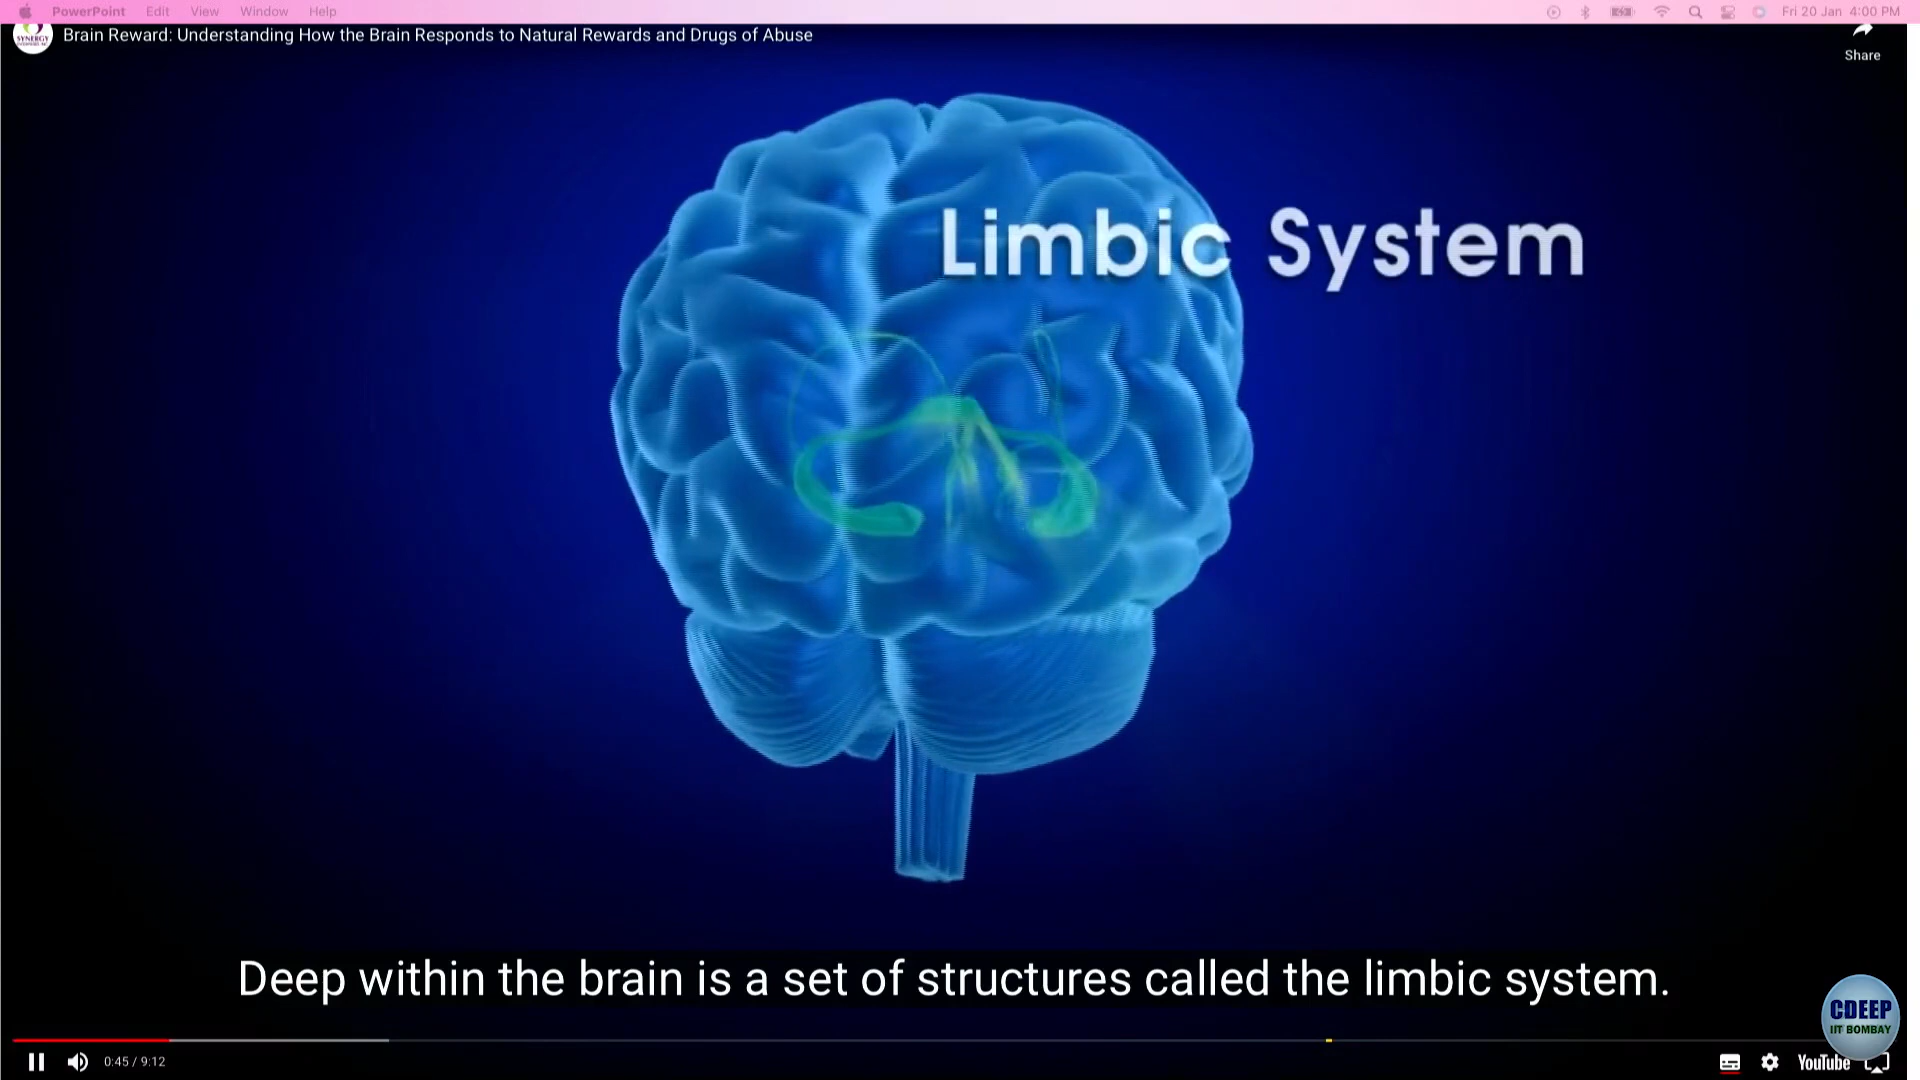 PowerPoint Edit View Window Help Fri 20 Jan 4:00 PM
SYNERGY
Brain Reward: Understanding How the Brain Responds to Natural Rewards and Drugs of Abuse
Share
Limbic System
Deep within the brain is a set of structures called the limbic system.
CDEEP
IIT BOMBAY
0:45 / 9:12
YouTube